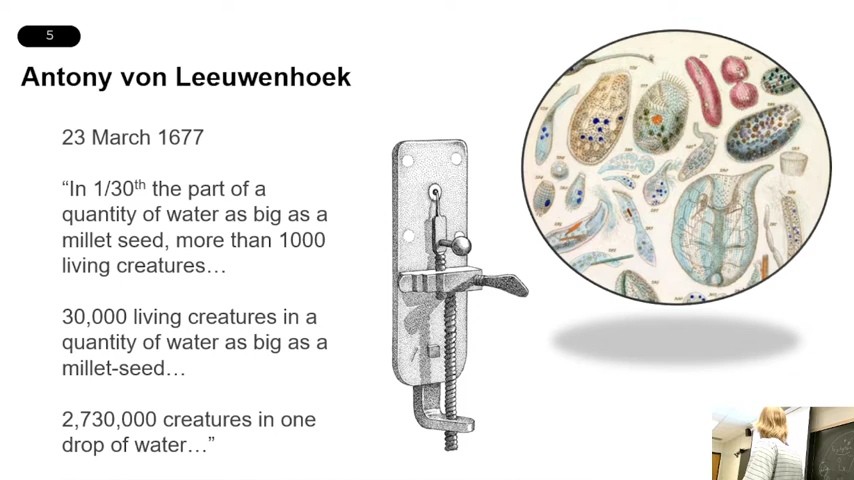 5
Antony von Leeuwenhoek
23 March 1677
“In 1/30th the part of a
quantity of water as big as a
millet seed, more than 1000
living creatures…
30,000 living creatures in a
quantity of water as big as a
millet-seed…
2,730,000 creatures in one
drop of water…”